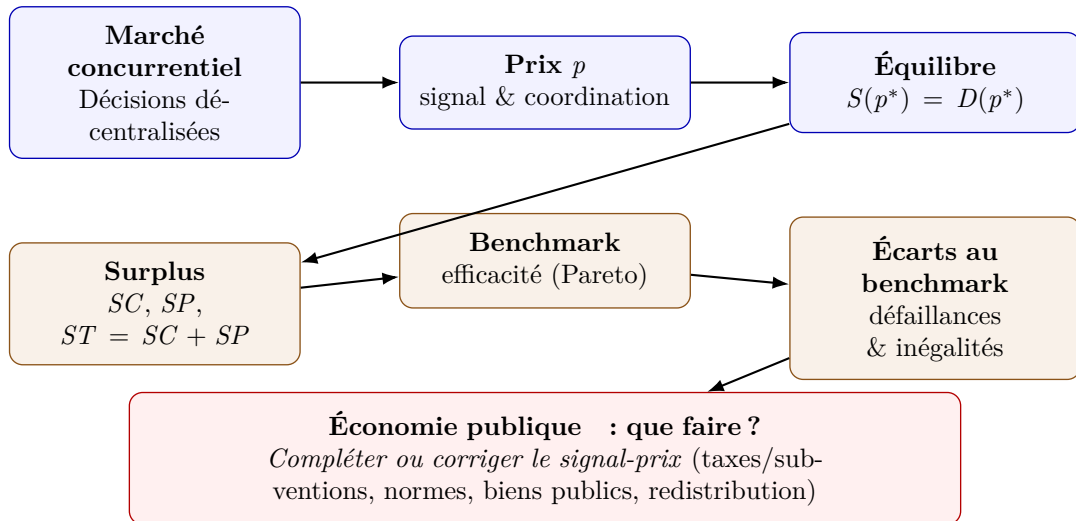 Marché
concurrentiel
Décisions dé-
centralisées
Prix p
signal & coordination
Équilibre
S(p*) = D(p*)
Surplus
SC, SP,
ST = SC + SP
Benchmark
efficacité (Pareto)
Écarts au
benchmark
défaillances
& inégalités
Économie publique : que faire ?
Compléter ou corriger le signal-prix (taxes/sub-
ventions, normes, biens publics, redistribution)